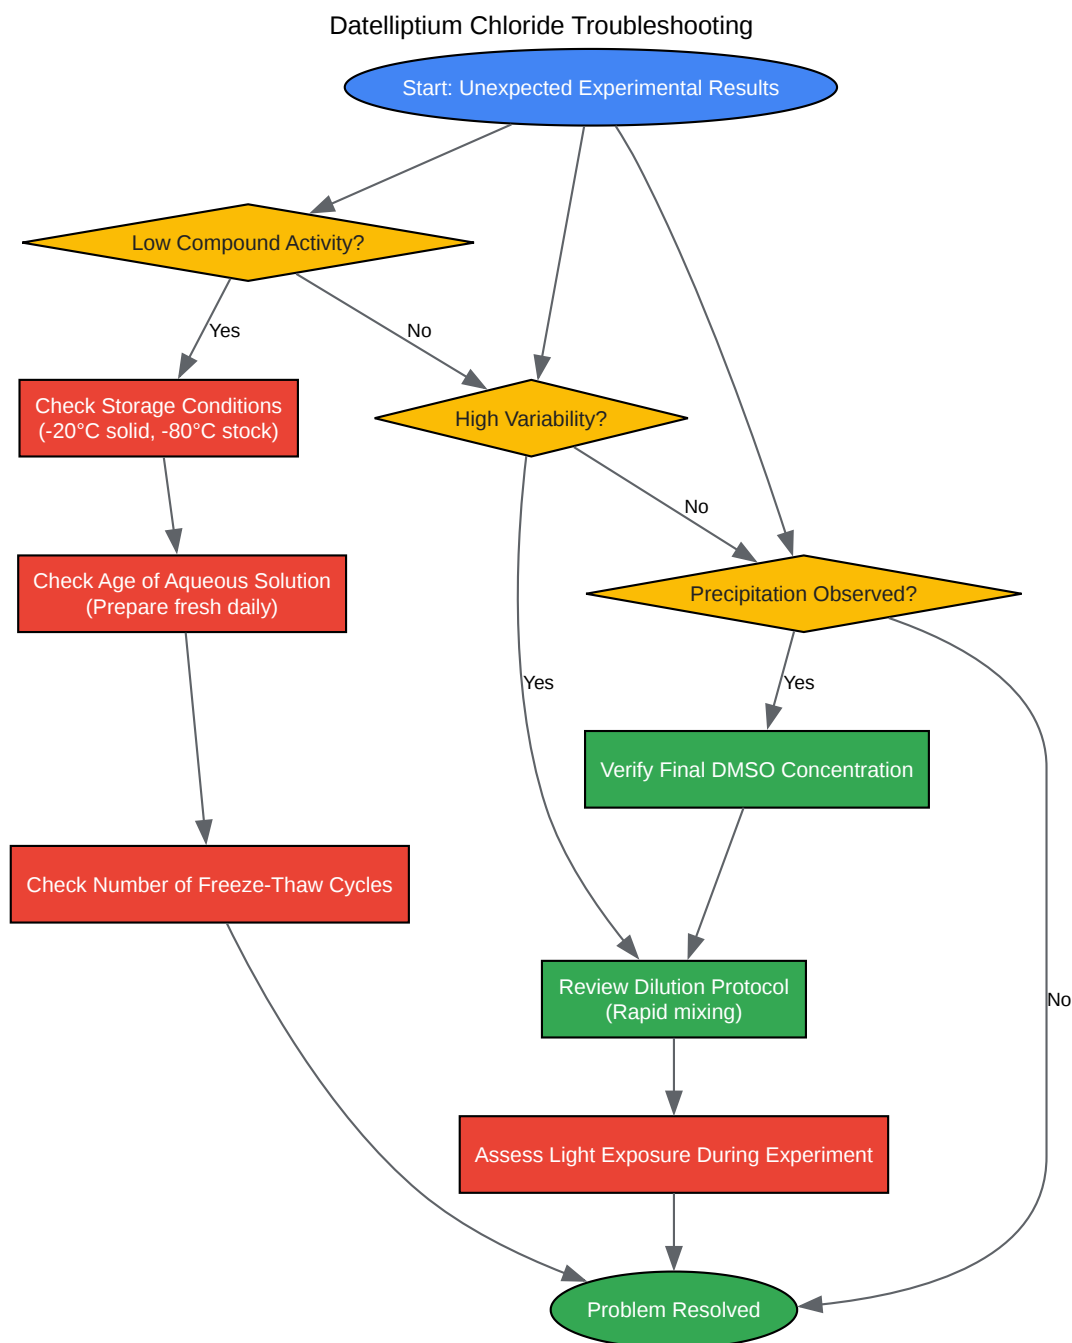 Datelliptium Chloride Troubleshooting
Start: Unexpected Experimental Results
Low Compound Activity?
Yes
No
Check Storage Conditions
(-20°C solid, -80°C stock)
High Variability?
No
Check Age of Aqueous Solution
(Prepare fresh daily)
Precipitation Observed?
Yes
Yes
Verify Final DMSO Concentration
Check Number of Freeze-Thaw Cycles
Review Dilution Protocol
(Rapid mixing)
No
Assess Light Exposure During Experiment
Problem Resolved